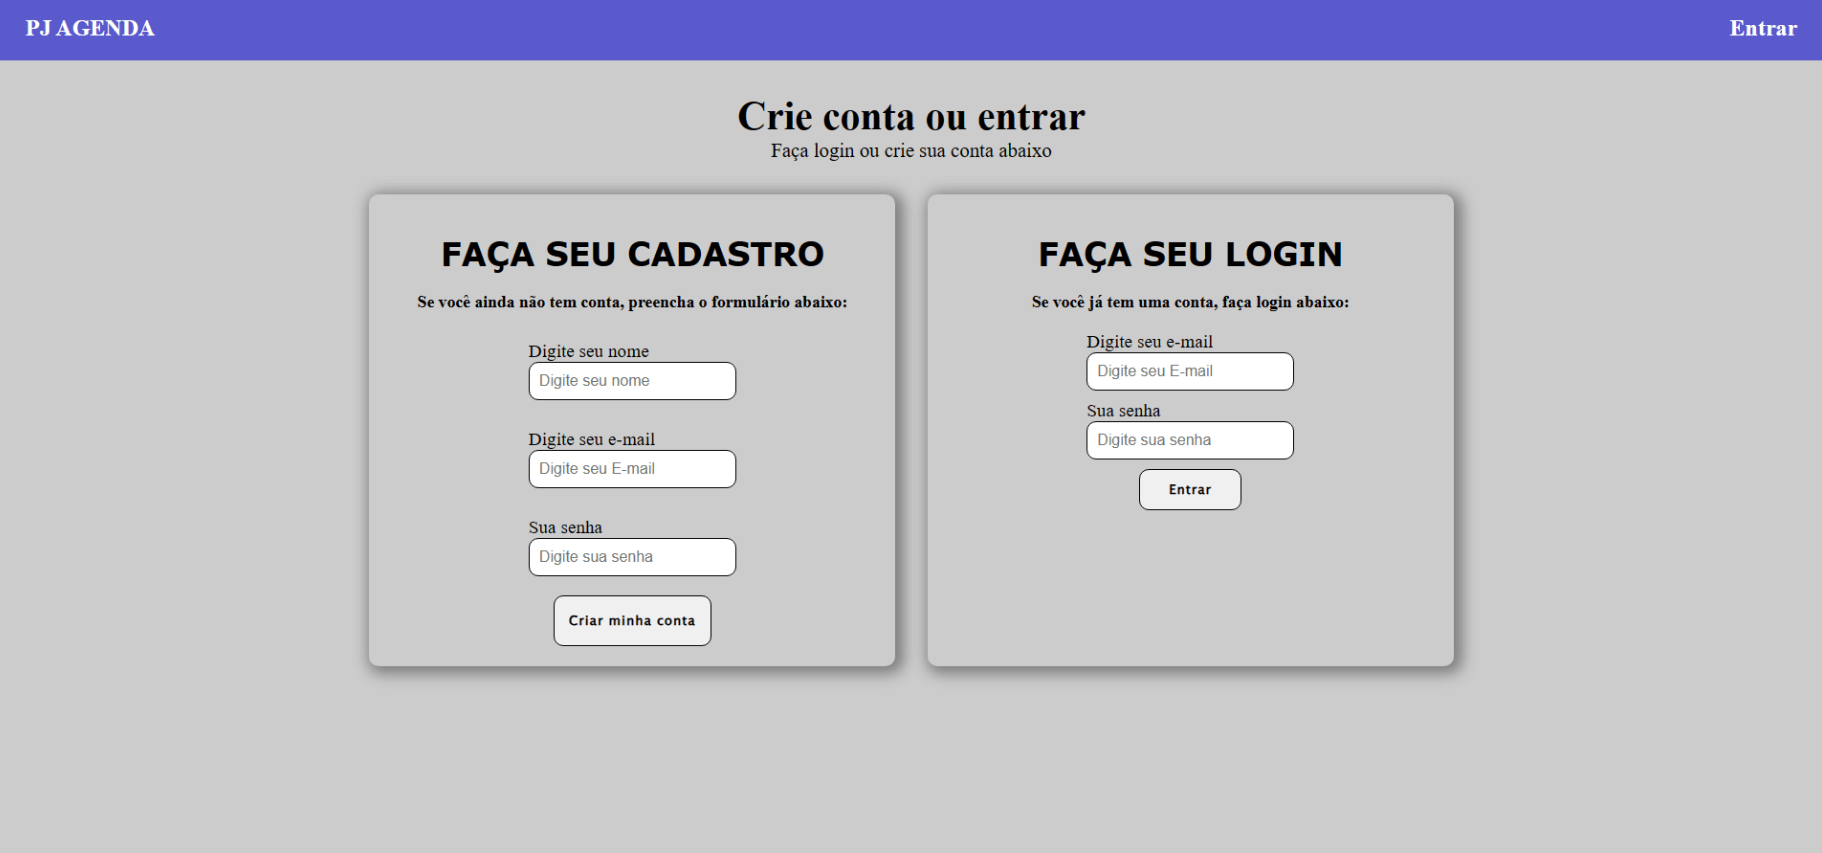 PJ AGENDA
Entrar
Crie conta ou entrar
Faça login ou crie sua conta abaixo
FAÇA SEU CADASTRO
Se você ainda não tem conta, preencha o formulário abaixo:
Digite seu nome
Digite seu nome
Digite seu e-mail
Digite seu E-mail
Sua senha
Digite sua senha
Criar minha conta
FAÇA SEU LOGIN
Se você já tem uma conta, faça login abaixo:
Digite seu e-mail
Digite seu E-mail
Sua senha
Digite sua senha
Entrar